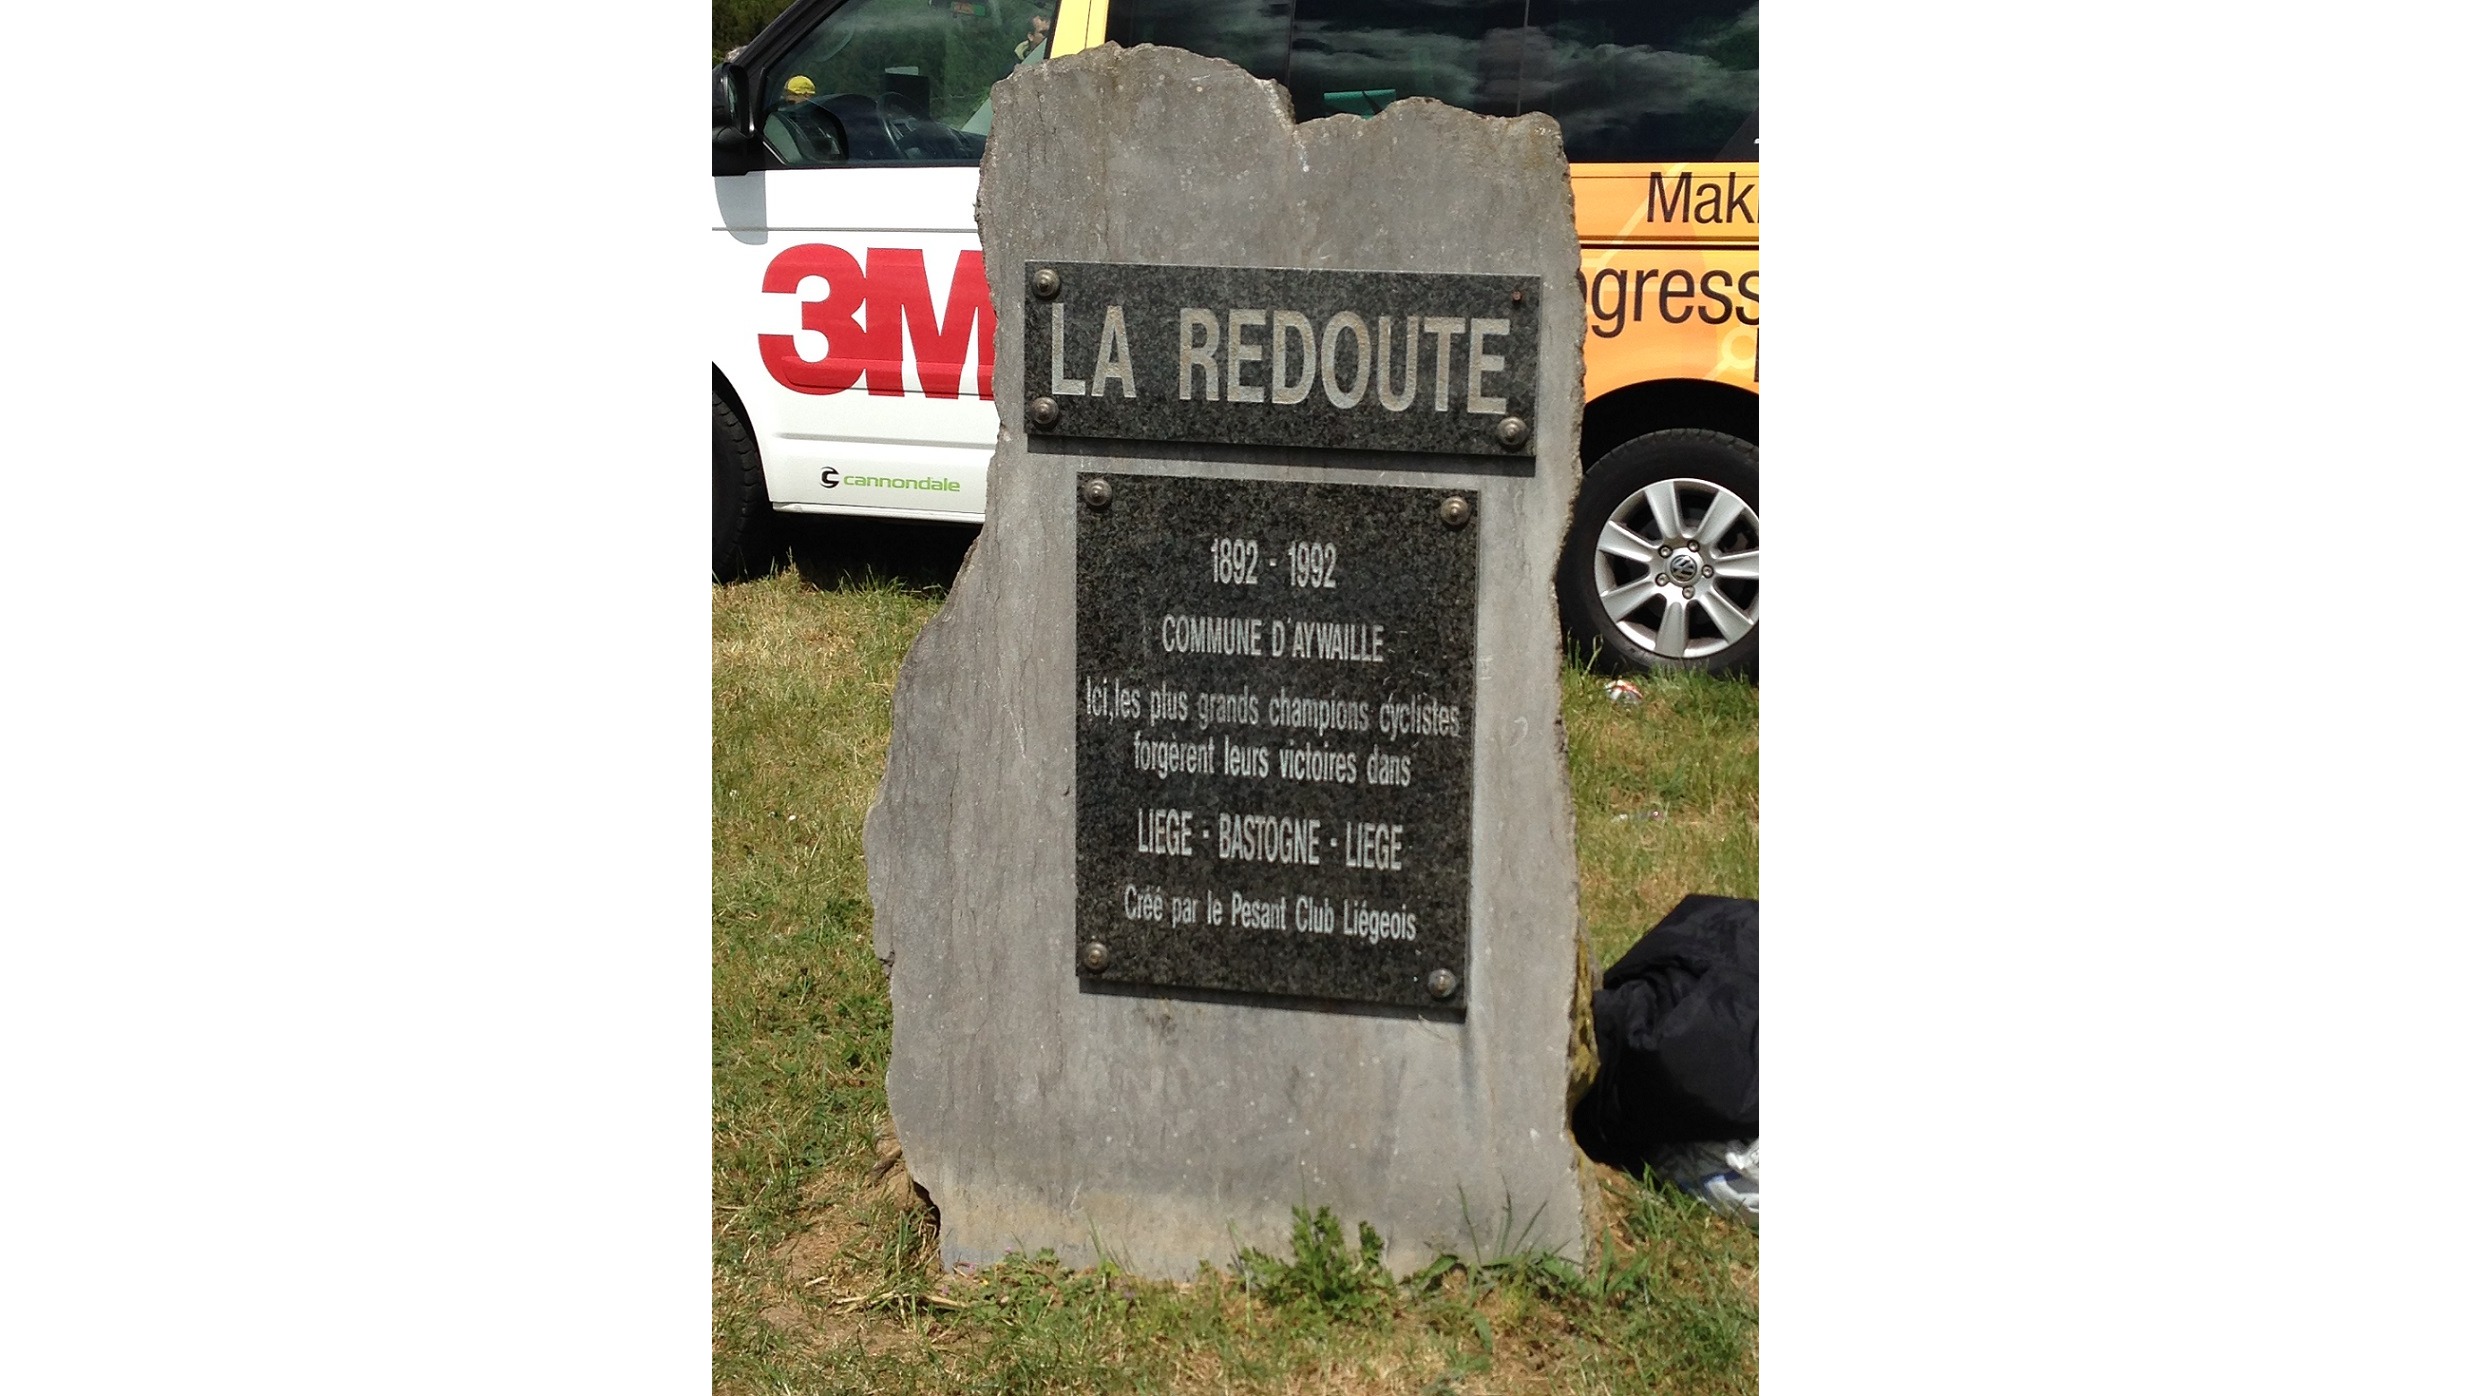 Mak
3M
gress
cannondale
LA REDOUTE
1892 - 1992
COMMUNE D'AYWAILLE
Ici,les plus grands champions cyclistes
forgèrent leurs victoires dans
LIEGE - BASTOGNE - LIEGE
Créé par le Pesant Club Liégeois